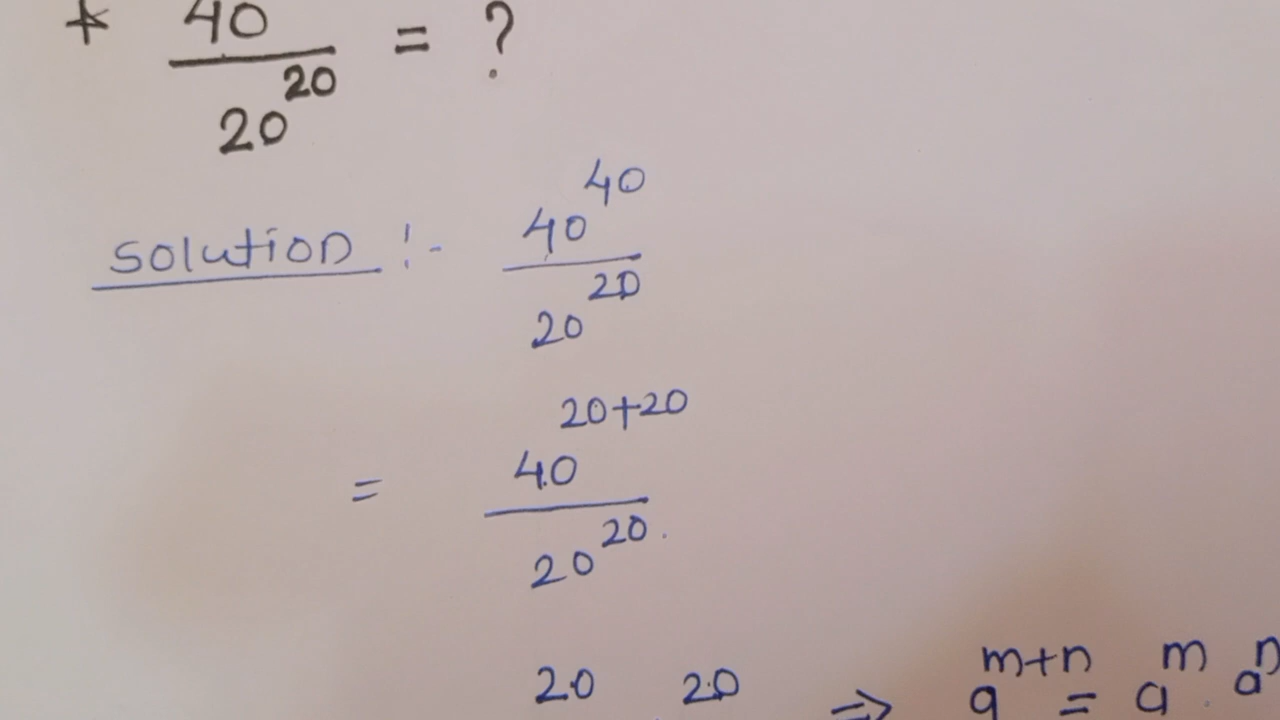 * 40
20^20 = ?
Solution :- 40^40
20^20
= 40^20+20
20^20.
20 20 ⇒ a^m+n = a^m . a^n